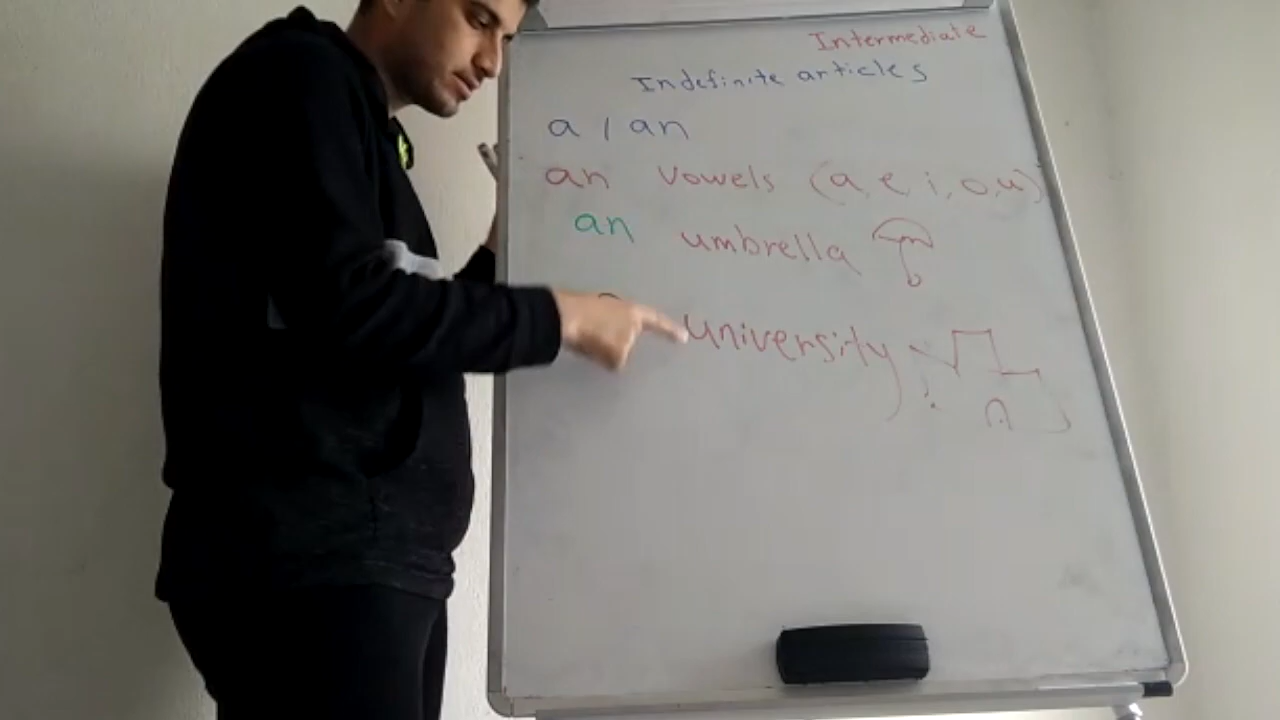 Intermediate
Indefinite articles
a / an
an vowels (a, e i, o, u)
an umbrella
university